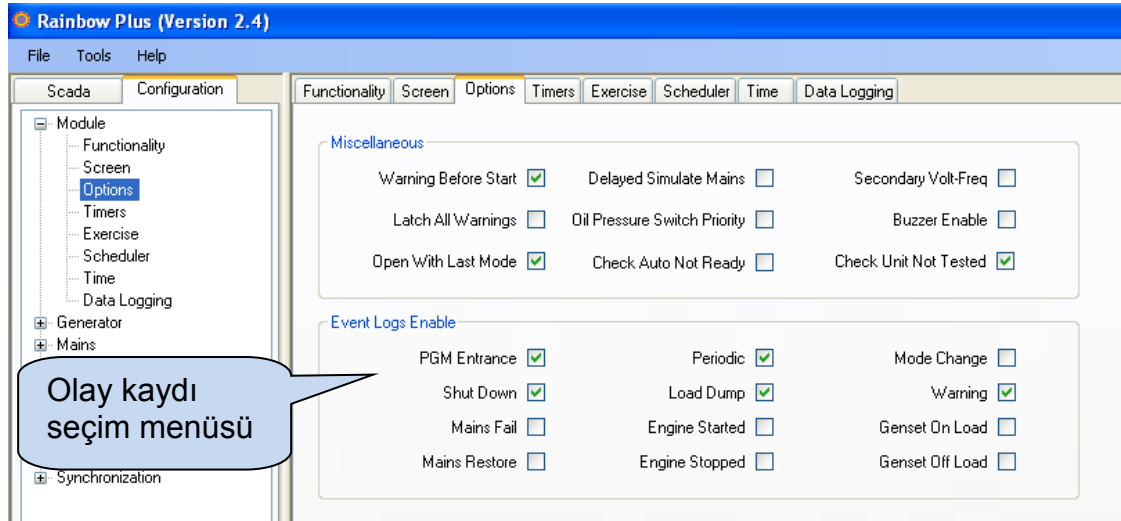 Rainbow Plus (Version 2.4)
File Tools Help
Scada Configuration
Module
Functionality
Screen
Options
Timers
Exercise
Scheduler
Time
Data Logging
Generator
Mains
Synchronization
Olay kaydı
seçim menüsü
Functionality Screen Options Timers Exercise Scheduler Time Data Logging
Miscellaneous
Warning Before Start Delayed Simulate Mains Secondary Volt-Freq
Latch All Warnings Oil Pressure Switch Priority Buzzer Enable
Open With Last Mode Check Auto Not Ready Check Unit Not Tested
Event Logs Enable
PGM Entrance Periodic Mode Change
Shut Down Load Dump Warning
Mains Fail Engine Started Genset On Load
Mains Restore Engine Stopped Genset Off Load